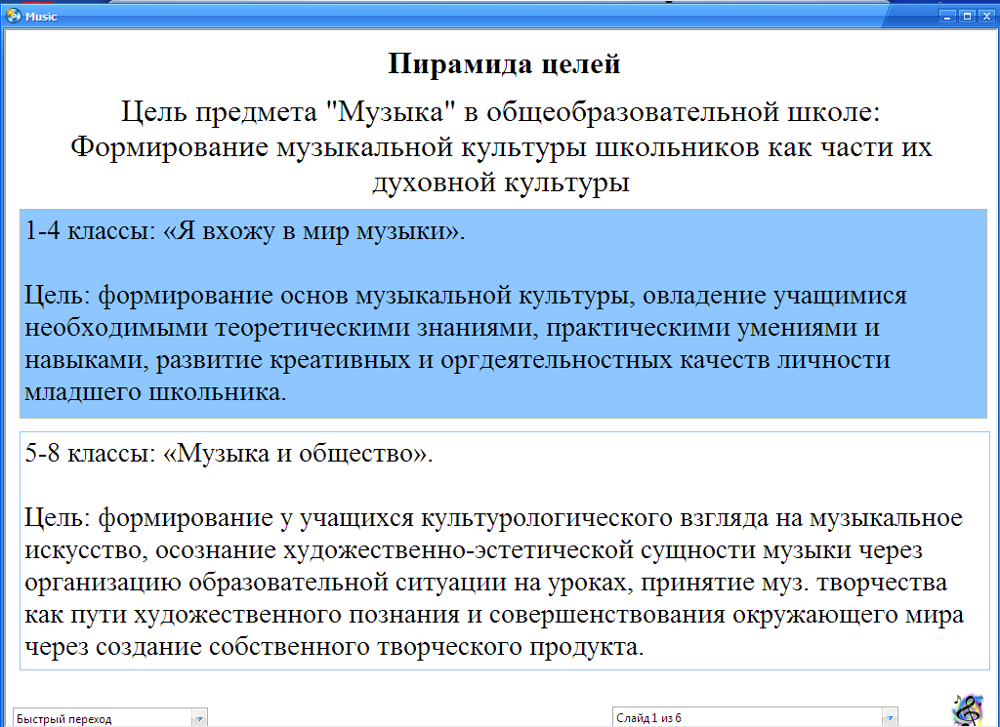 Music
Пирамида целей
Цель предмета "Музыка" в общеобразовательной школе:
Формирование музыкальной культуры школьников как части их
духовной культуры
1-4 классы: «Я вхожу в мир музыки».
Цель: формирование основ музыкальной культуры, овладение учащимися
необходимыми теоретическими знаниями, практическими умениями и
навыками, развитие креативных и оргдеятельностных качеств личности
младшего школьника.
5-8 классы: «Музыка и общество».
Цель: формирование у учащихся культурологического взгляда на музыкальное
искусство, осознание художественно-эстетической сущности музыки через
организацию образовательной ситуации на уроках, принятие муз. творчества
как пути художественного познания и совершенствования окружающего мира
через создание собственного творческого продукта.
Быстрый переход
Слайд 1 из 6